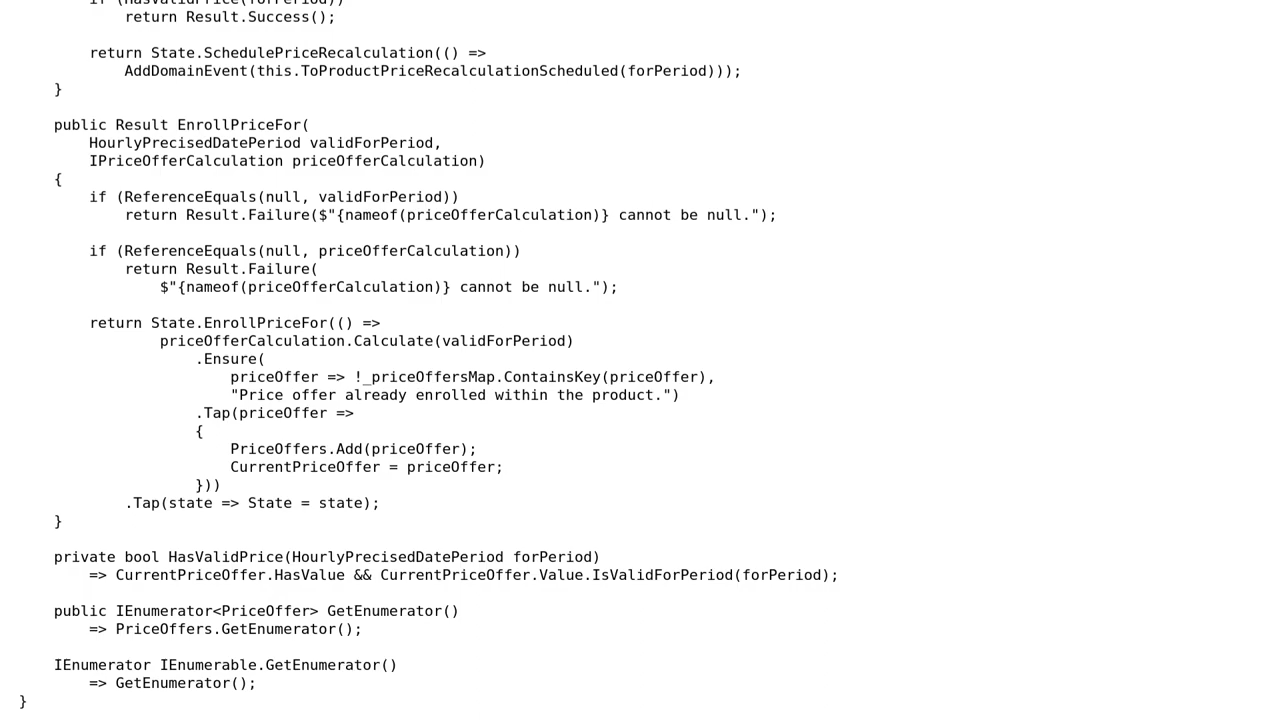 if (HasValidPrice(forPeriod))
return Result.Success();
return State.SchedulePriceRecalculation(() =>
AddDomainEvent(this.ToProductPriceRecalculationScheduled(forPeriod)));
}
public Result EnrollPriceFor(
HourlyPrecisedDatePeriod validForPeriod,
IPriceOfferCalculation priceOfferCalculation)
{
if (ReferenceEquals(null, validForPeriod))
return Result.Failure($"{nameof(priceOfferCalculation)} cannot be null.");
if (ReferenceEquals(null, priceOfferCalculation))
return Result.Failure(
$"{nameof(priceOfferCalculation)} cannot be null.");
return State.EnrollPriceFor(() =>
priceOfferCalculation.Calculate(validForPeriod)
.Ensure(
priceOffer => !_priceOffersMap.ContainsKey(priceOffer),
"Price offer already enrolled within the product.")
.Tap(priceOffer =>
{
PriceOffers.Add(priceOffer);
CurrentPriceOffer = priceOffer;
}))
.Tap(state => State = state);
}
private bool HasValidPrice(HourlyPrecisedDatePeriod forPeriod)
=> CurrentPriceOffer.HasValue && CurrentPriceOffer.Value.IsValidForPeriod(forPeriod);
public IEnumerator<PriceOffer> GetEnumerator()
=> PriceOffers.GetEnumerator();
IEnumerator IEnumerable.GetEnumerator()
=> GetEnumerator();
}